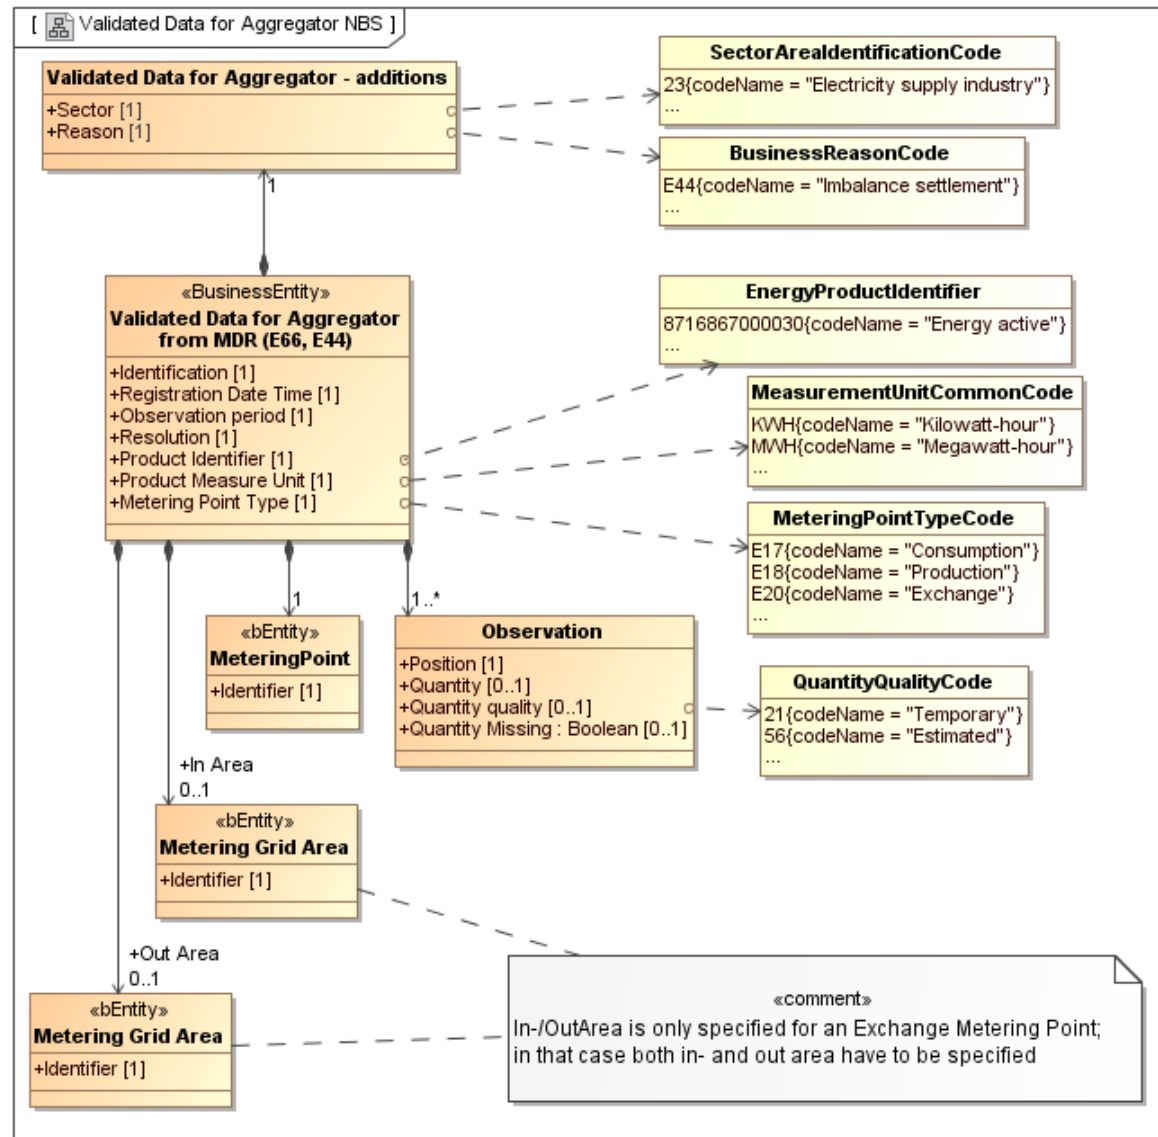 [ Validated Data for Aggregator NBS ]
Validated Data for Aggregator - additions
+Sector [1]
+Reason [1]
SectorAreaIdentificationCode
23{codeName = "Electricity supply industry"}
...
BusinessReasonCode
E44{codeName = "Imbalance settlement"}
...
1
«BusinessEntity»
Validated Data for Aggregator
from MDR (E66, E44)
+Identification [1]
+Registration Date Time [1]
+Observation period [1]
+Resolution [1]
+Product Identifier [1]
+Product Measure Unit [1]
+Metering Point Type [1]
EnergyProductIdentifier
8716867000030{codeName = "Energy active"}
...
MeasurementUnitCommonCode
KWH{codeName = "Kilowatt-hour"}
MWH{codeName = "Megawatt-hour"}
...
MeteringPointTypeCode
E17{codeName = "Consumption"}
E18{codeName = "Production"}
E20{codeName = "Exchange"}
...
1
1..*
«bEntity»
MeteringPoint
+Identifier [1]
Observation
+Position [1]
+Quantity [0..1]
+Quantity quality [0..1]
+Quantity Missing : Boolean [0..1]
QuantityQualityCode
21{codeName = "Temporary"}
56{codeName = "Estimated"}
...
+In Area
0..1
«bEntity»
Metering Grid Area
+Identifier [1]
+Out Area
0..1
«bEntity»
Metering Grid Area
+Identifier [1]
«comment»
In-/OutArea is only specified for an Exchange Metering Point;
in that case both in- and out area have to be specified